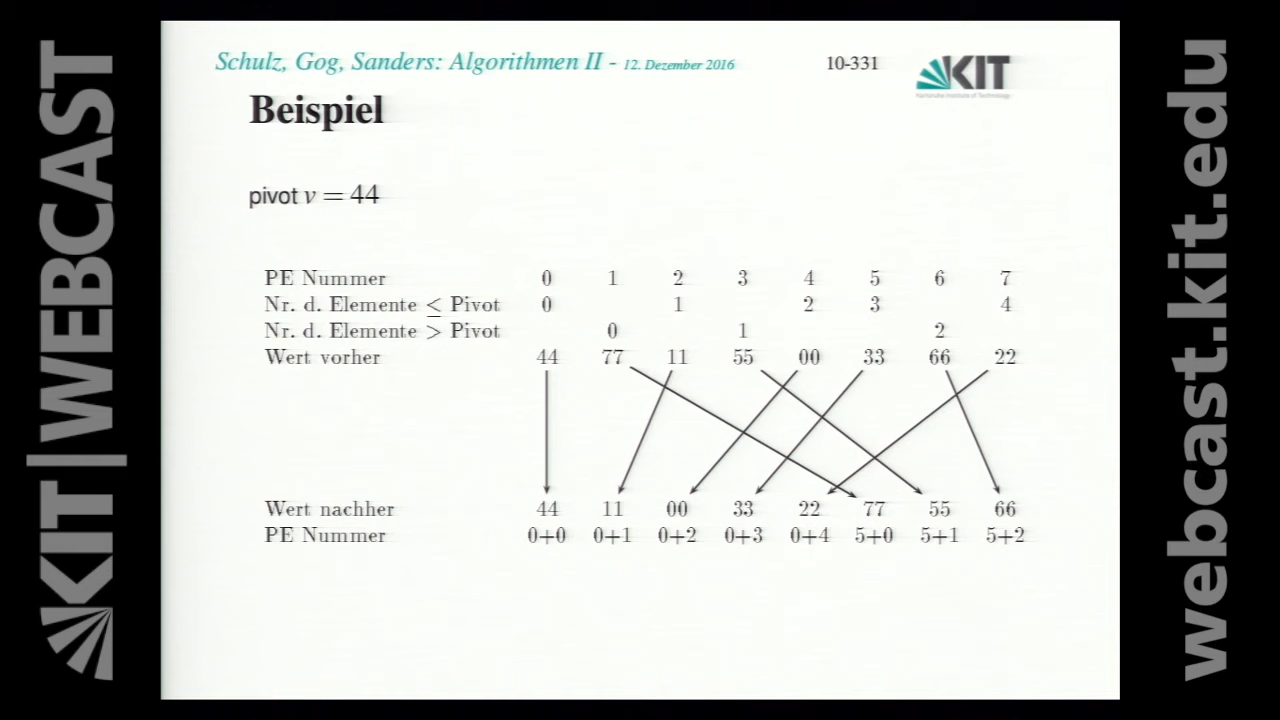 Schulz, Gog, Sanders: Algorithmen II - 12. Dezember 2016 10-331
KIT
Karlsruhe Institute of Technology
Beispiel
pivot v = 44
PE Nummer 0 1 2 3 4 5 6 7
Nr. d. Elemente ≤ Pivot 0 1 2 3 4
Nr. d. Elemente > Pivot 0 1 2
Wert vorher 44 77 11 55 00 33 66 22
Wert nachher 44 11 00 33 22 77 55 66
PE Nummer 0+0 0+1 0+2 0+3 0+4 5+0 5+1 5+2
KIT|WEBCAST
webcast.kit.edu